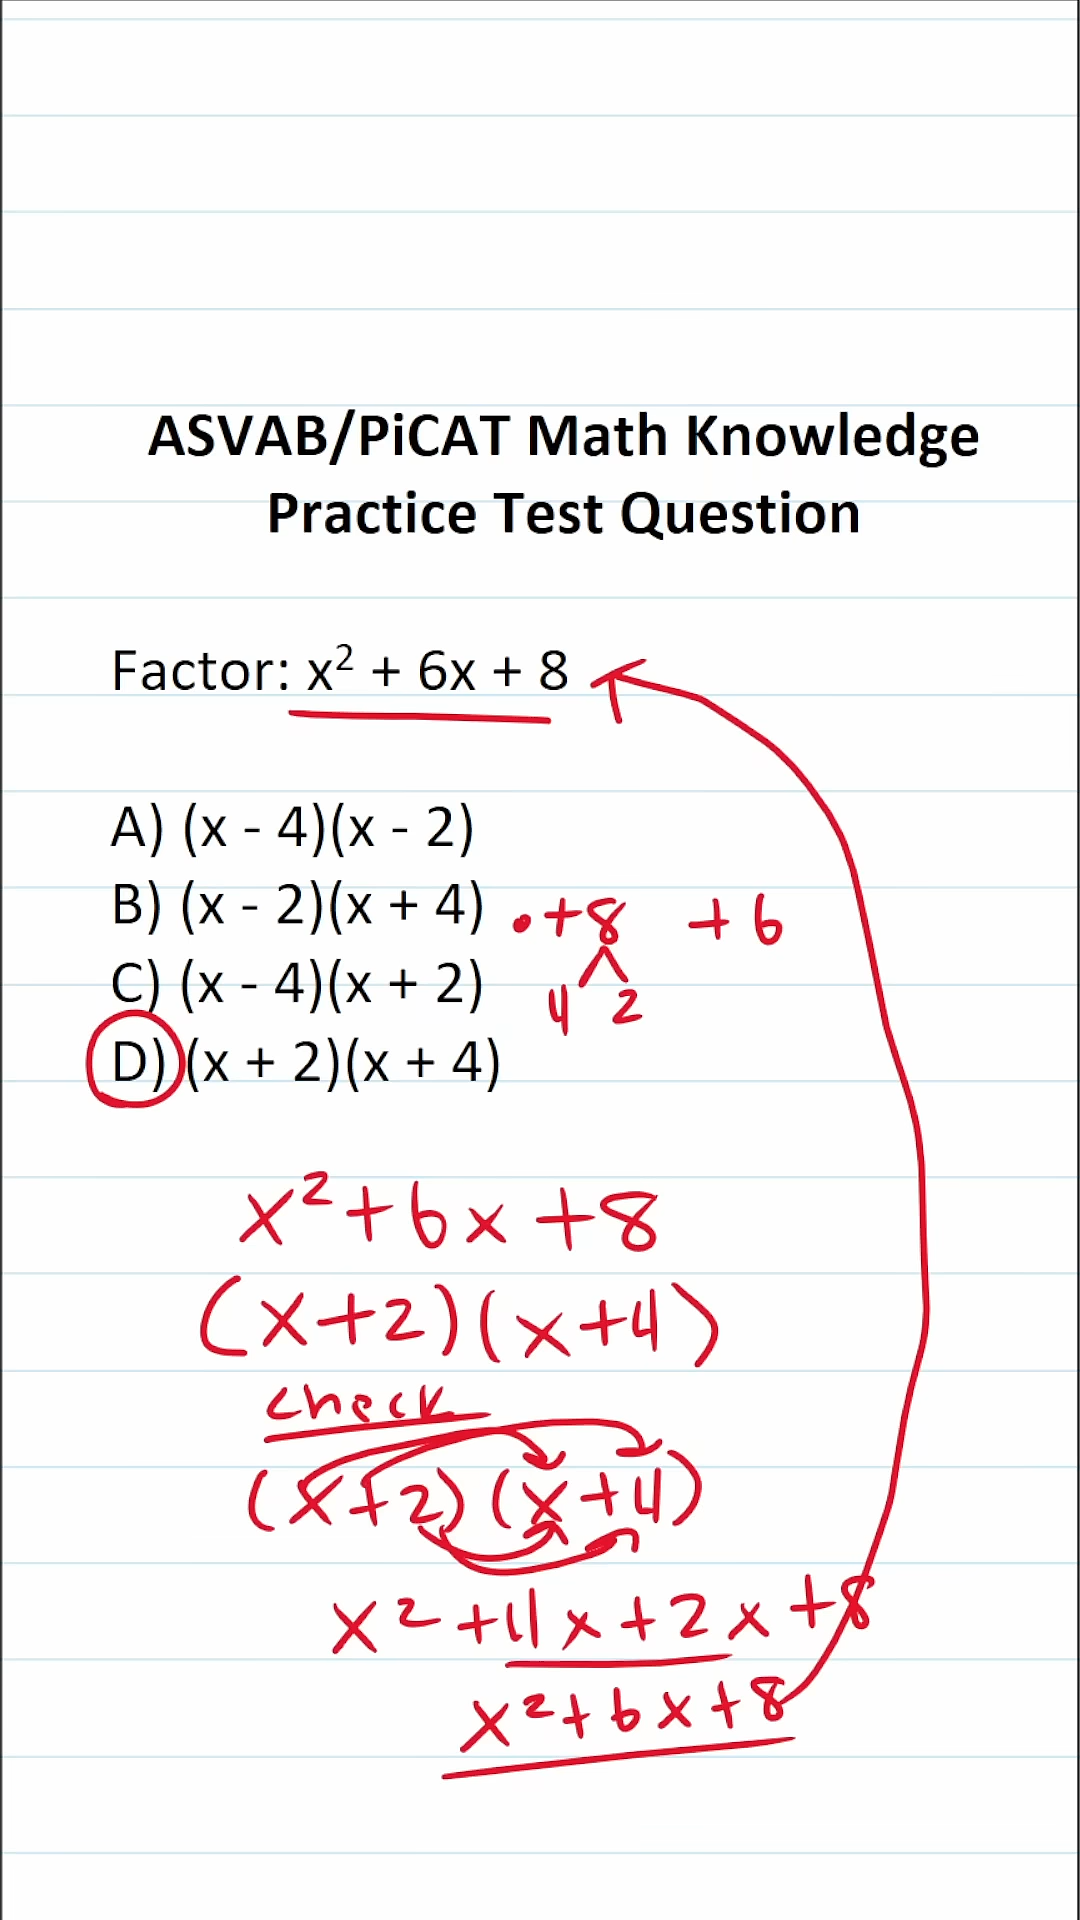 ASVAB/PiCAT Math Knowledge
Practice Test Question
Factor: x² + 6x + 8
A) (x - 4)(x - 2)
B) (x - 2)(x + 4)
C) (x - 4)(x + 2)
D) (x + 2)(x + 4)
+8 +6
4 2
x² + 6x + 8
(x+2)(x+4)
check
(x+2)(x+4)
x² + 4x + 2x + 8
x² + 6x + 8